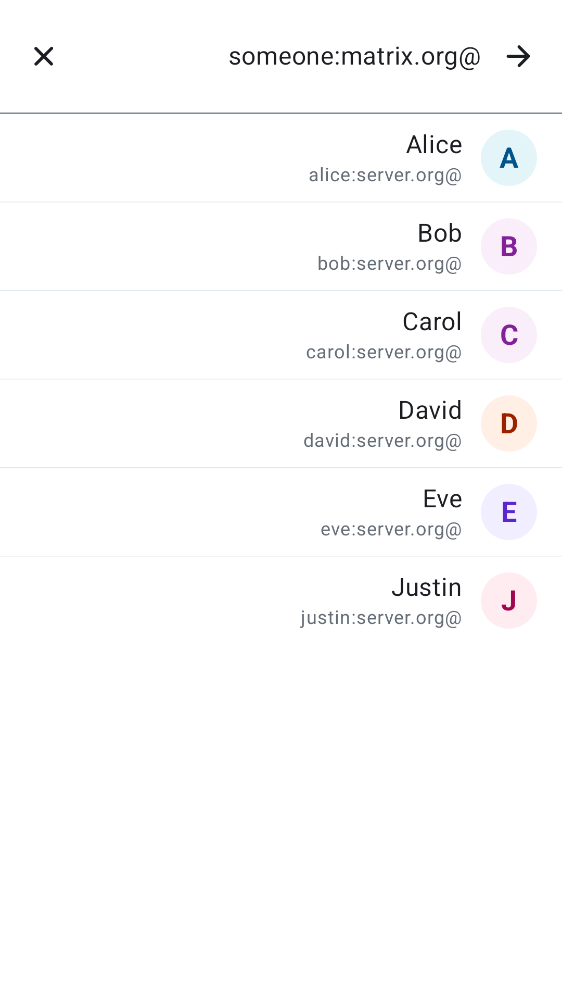 someone:matrix.org@
A
Alice
alice:server.org@
B
Bob
bob:server.org@
C
Carol
carol:server.org@
D
David
david:server.org@
E
Eve
eve:server.org@
J
Justin
justin:server.org@